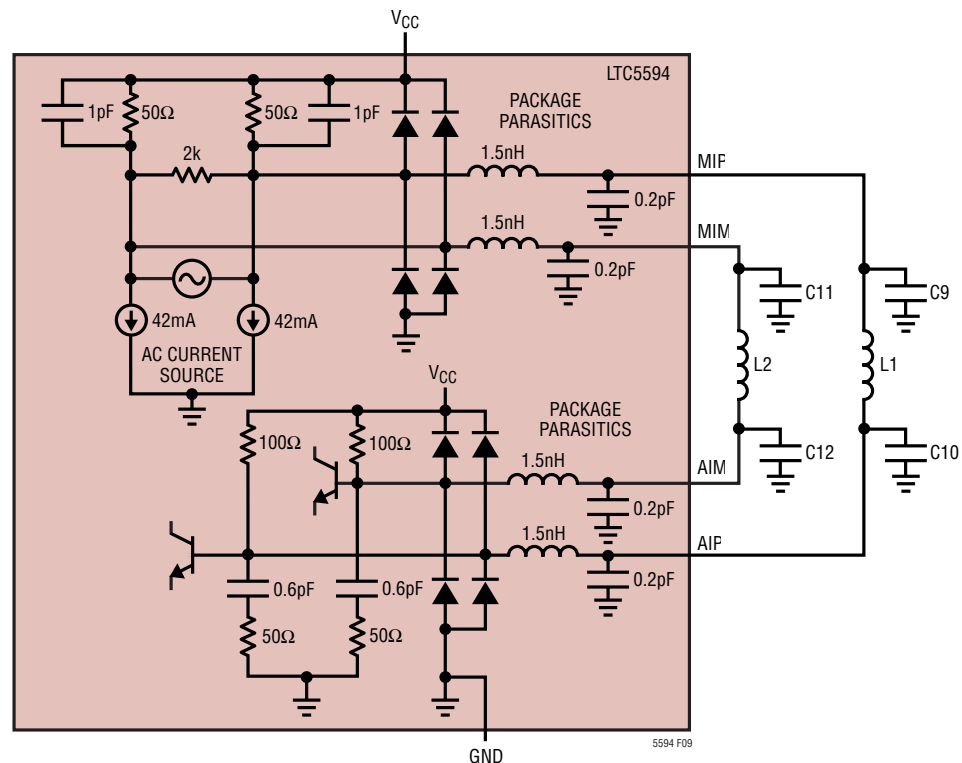 VCC
LTC5594
1pF
50Ω
50Ω
1pF
PACKAGE
PARASITICS
2k
1.5nH
MIP
0.2pF
1.5nH
MIM
0.2pF
C11
C9
42mA
42mA
AC CURRENT
SOURCE
L2
L1
VCC
PACKAGE
PARASITICS
100Ω
100Ω
1.5nH
C12
C10
AIM
0.2pF
1.5nH
AIP
0.2pF
0.6pF
0.6pF
50Ω
50Ω
5594 F09
GND